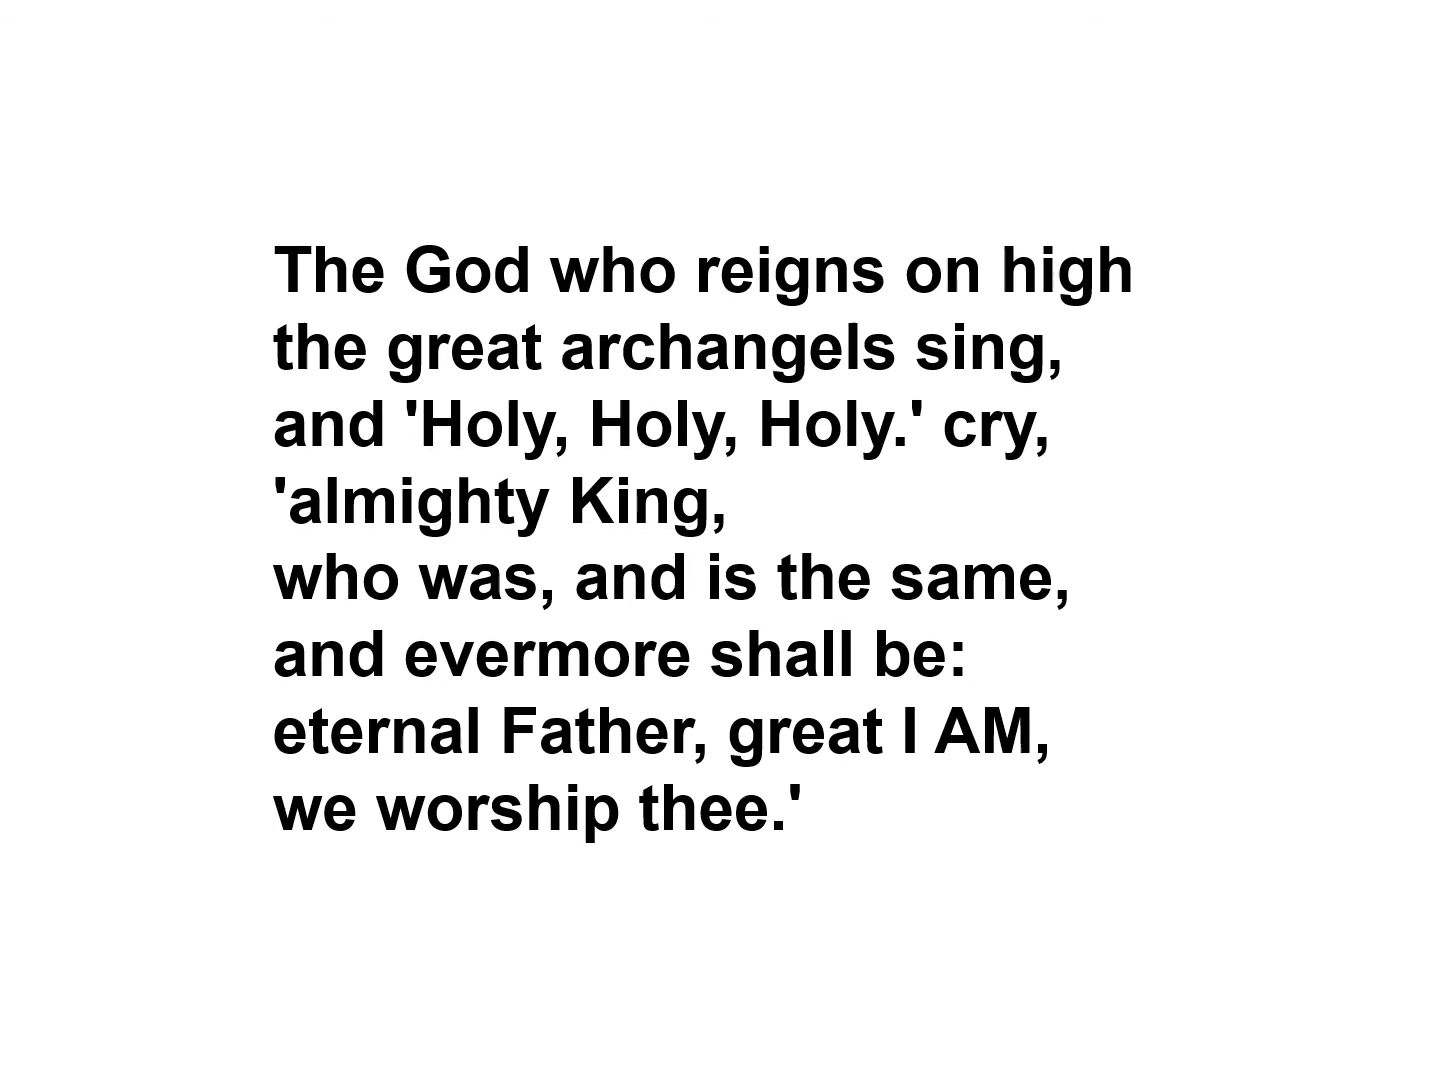 The God who reigns on high
the great archangels sing,
and 'Holy, Holy, Holy.' cry,
'almighty King,
who was, and is the same,
and evermore shall be:
eternal Father, great I AM,
we worship thee.'